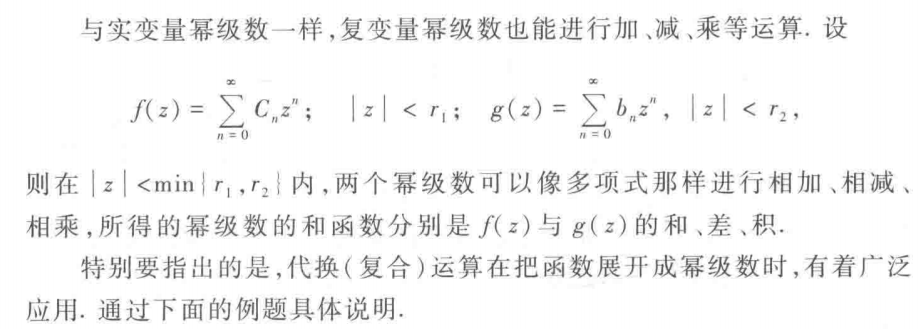 与实变量幂级数一样,复变量幂级数也能进行加、减、乘等运算. 设
f(z) = ∑_{n=0}^{∞} C_n z^n ; |z| < r_1 ; g(z) = ∑_{n=0}^{∞} b_n z^n , |z| < r_2 ,
则在|z|<min{r_1,r_2}内,两个幂级数可以像多项式那样进行相加、相减、
相乘,所得的幂级数的和函数分别是 f(z)与 g(z)的和、差、积.
特别要指出的是,代换(复合)运算在把函数展开成幂级数时,有着广泛
应用. 通过下面的例题具体说明.